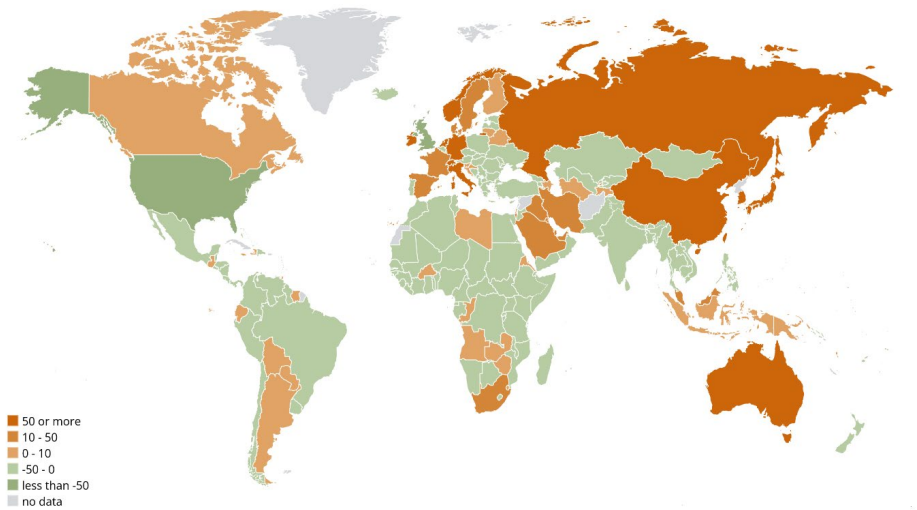 50 or more
10 - 50
0 - 10
-50 - 0
less than -50
no data